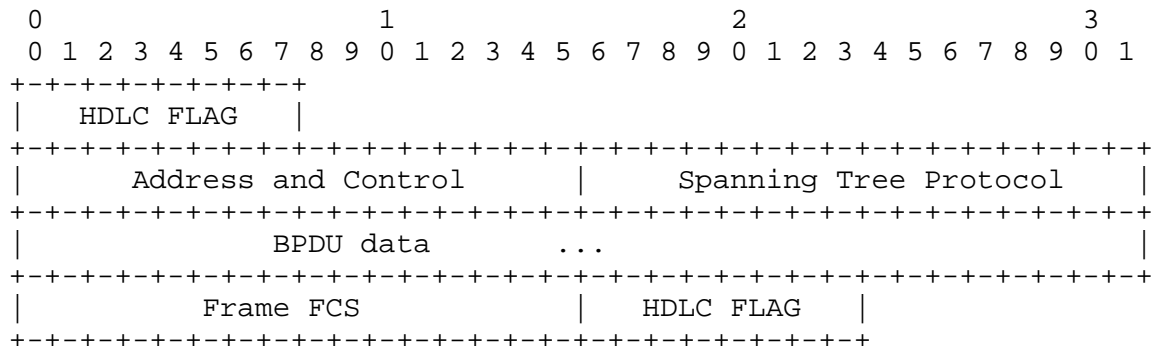 0                   1                   2                   3
 0 1 2 3 4 5 6 7 8 9 0 1 2 3 4 5 6 7 8 9 0 1 2 3 4 5 6 7 8 9 0 1
+-+-+-+-+-+-+-+-+
|   HDLC FLAG   |
+-+-+-+-+-+-+-+-+-+-+-+-+-+-+-+-+-+-+-+-+-+-+-+-+-+-+-+-+-+-+-+-+
|      Address and Control      |     Spanning Tree Protocol    |
+-+-+-+-+-+-+-+-+-+-+-+-+-+-+-+-+-+-+-+-+-+-+-+-+-+-+-+-+-+-+-+-+
|              BPDU data       ...                              |
+-+-+-+-+-+-+-+-+-+-+-+-+-+-+-+-+-+-+-+-+-+-+-+-+-+-+-+-+-+-+-+-+
|          Frame FCS            |   HDLC FLAG   |
+-+-+-+-+-+-+-+-+-+-+-+-+-+-+-+-+-+-+-+-+-+-+-+-+